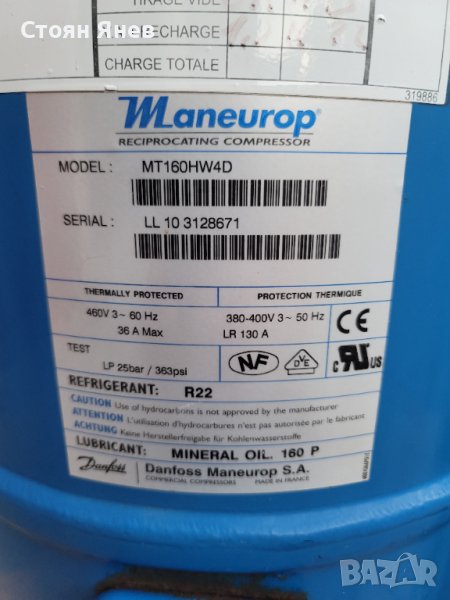 TIRAGE VIDE
Стоян Янев
PRECHARGE
CHARGE TOTALE
319886
Maneurop®
RECIPROCATING COMPRESSOR
MODEL : MT160HW4D
SERIAL : LL 10 3128671
THERMALLY PROTECTED PROTECTION THERMIQUE
460V 3~ 60 Hz 380-400V 3~ 50 Hz CE
36 A Max LR 130 A
TEST LP 25bar / 363psi NF DVE c RU US
REFRIGERANT: R22
CAUTION Use of hydrocarbons is not approved by the manufacturer
ATTENTION L'utilisation d'hydrocarbures n'est pas autorisée par le fabricant
ACHTUNG Keine Herstellerfreigabe für Kohlenwasserstoffe
LUBRICANT: MINERAL OIL. 160 P
Danfoss Danfoss Maneurop S.A.
COMMERCIAL COMPRESSORS MADE IN FRANCE
BAZAR